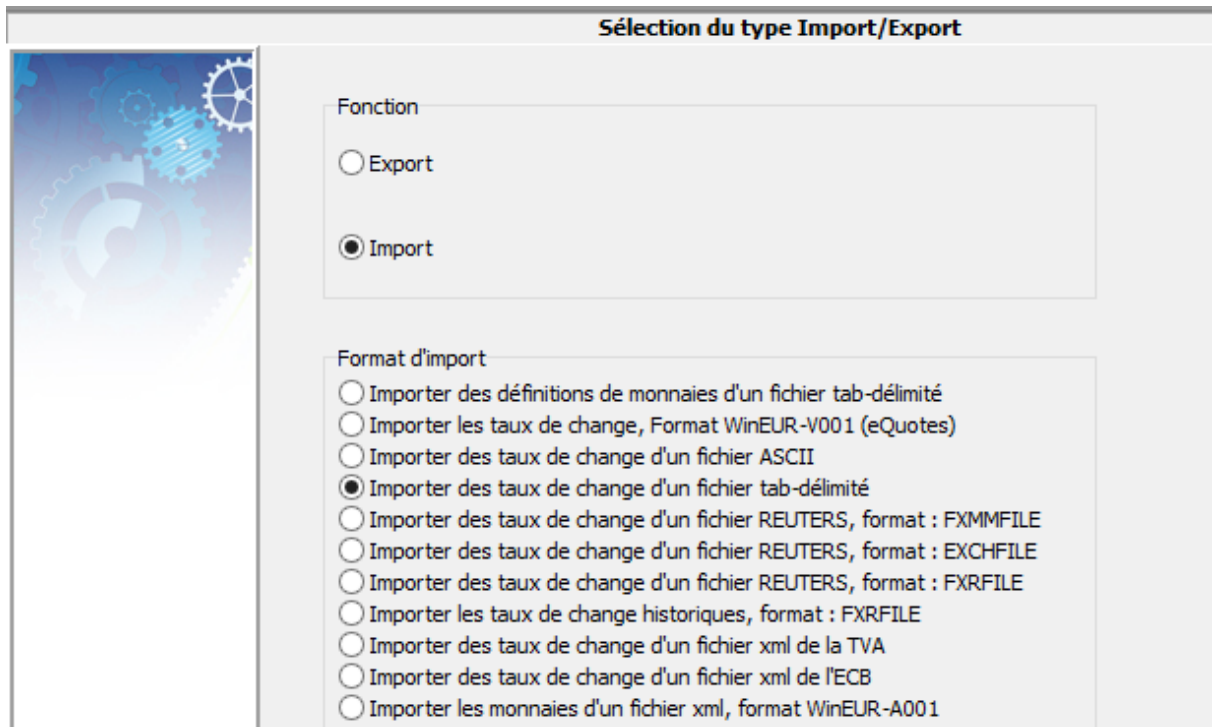 Sélection du type Import/Export
Fonction
Export
Import
Format d'import
Importer des définitions de monnaies d'un fichier tab-délimité
Importer les taux de change, Format WinEUR-V001 (eQuotes)
Importer des taux de change d'un fichier ASCII
Importer des taux de change d'un fichier tab-délimité
Importer des taux de change d'un fichier REUTERS, format : FXMMFILE
Importer des taux de change d'un fichier REUTERS, format : EXCHFILE
Importer des taux de change d'un fichier REUTERS, format : FXRFILE
Importer les taux de change historiques, format : FXRFILE
Importer des taux de change d'un fichier xml de la TVA
Importer des taux de change d'un fichier xml de l'ECB
Importer les monnaies d'un fichier xml, format WinEUR-A001